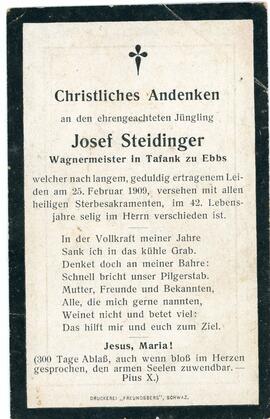 Christliches Andenken
an den ehrengeachteten Jüngling
Josef Steidinger
Wagnermeister in Tafank zu Ebbs
welcher nach langem, geduldig ertragenem Lei-
den am 25. Februar 1909, versehen mit allen
heiligen Sterbesakramenten, im 42. Lebens-
jahre selig im Herrn verschieden ist.
In der Vollkraft meiner Jahre
Sank ich in das kühle Grab.
Denket doch an meiner Bahre:
Schnell bricht unser Pilgerstab.
Mutter, Freunde und Bekannten,
Alle, die mich gerne nannten,
Weinet nicht und betet viel:
Das hilft mir und euch zum Ziel.
Jesus, Maria!
(300 Tage Ablaß, auch wenn bloß im Herzen
gesprochen, den armen Seelen zuwendbar. —
Pius X.)
DRUCKEREI „FREUNDSBERG“, SCHWAZ.